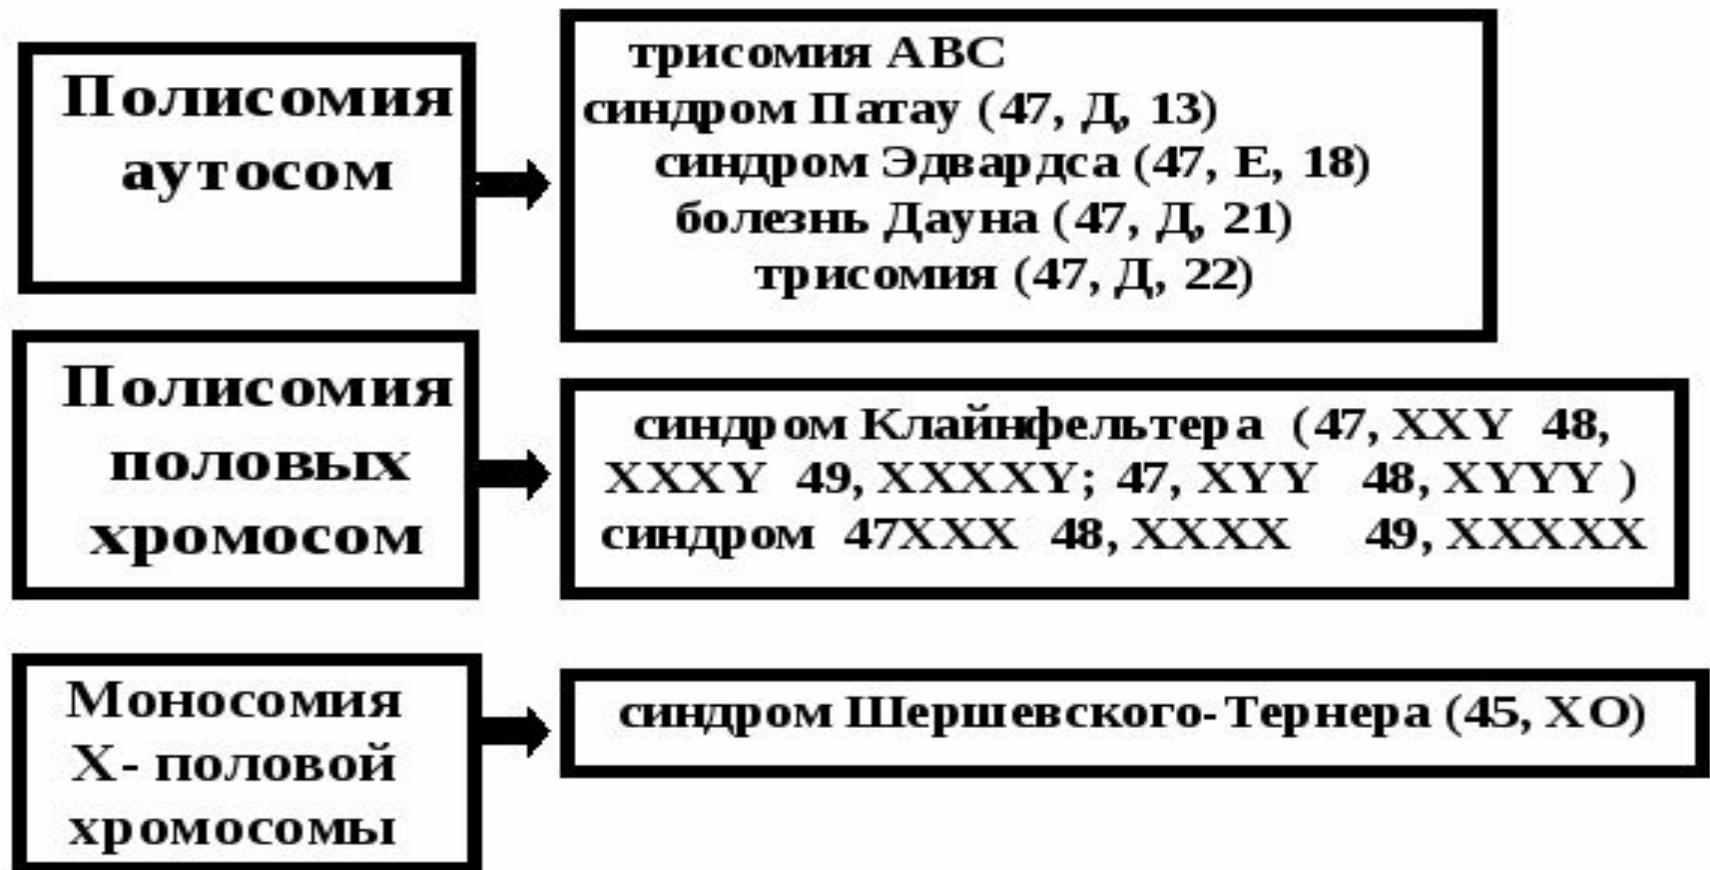 Полисомия
аутосом
трисомия АВС
синдром Патау (47, Д, 13)
синдром Эдвардса (47, Е, 18)
болезнь Дауна (47, Д, 21)
трисомия (47, Д, 22)
Полисомия
половых
хромосом
синдром Клайнфельтера (47, XXY 48,
XXXY 49, XXXXY; 47, XYY 48, XYYY )
синдром 47XXX 48, XXXX 49, XXXXX
Моносомия
Х- половой
хромосомы
синдром Шершевского-Тернера (45, ХО)